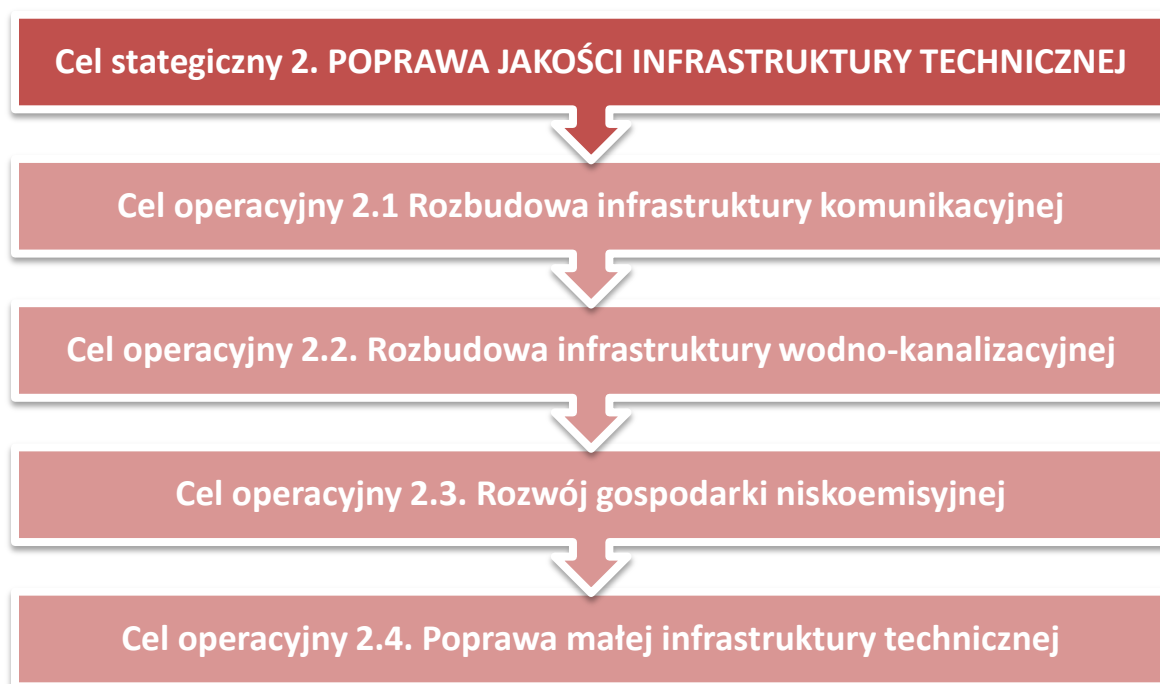 Cel stategiczny 2. POPRAWA JAKOŚCI INFRASTRUKTURY TECHNICZNEJ
Cel operacyjny 2.1 Rozbudowa infrastruktury komunikacyjnej
Cel operacyjny 2.2. Rozbudowa infrastruktury wodno-kanalizacyjnej
Cel operacyjny 2.3. Rozwój gospodarki niskoemisyjnej
Cel operacyjny 2.4. Poprawa małej infrastruktury technicznej